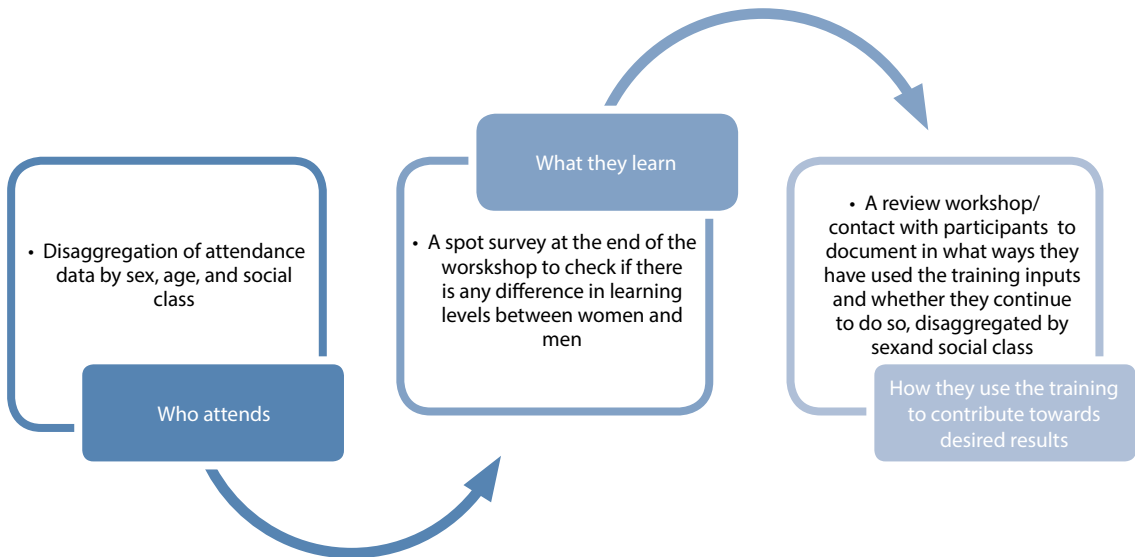 • Disaggregation of attendance
data by sex, age, and social
class
Who attends
What they learn
• A spot survey at the end of the
worskshop to check if there
is any difference in learning
levels between women and
men
• A review workshop/
contact with participants to
document in what ways they
have used the training inputs
and whether they continue
to do so, disaggregated by
sexand social class
How they use the training
to contribute towards
desired results